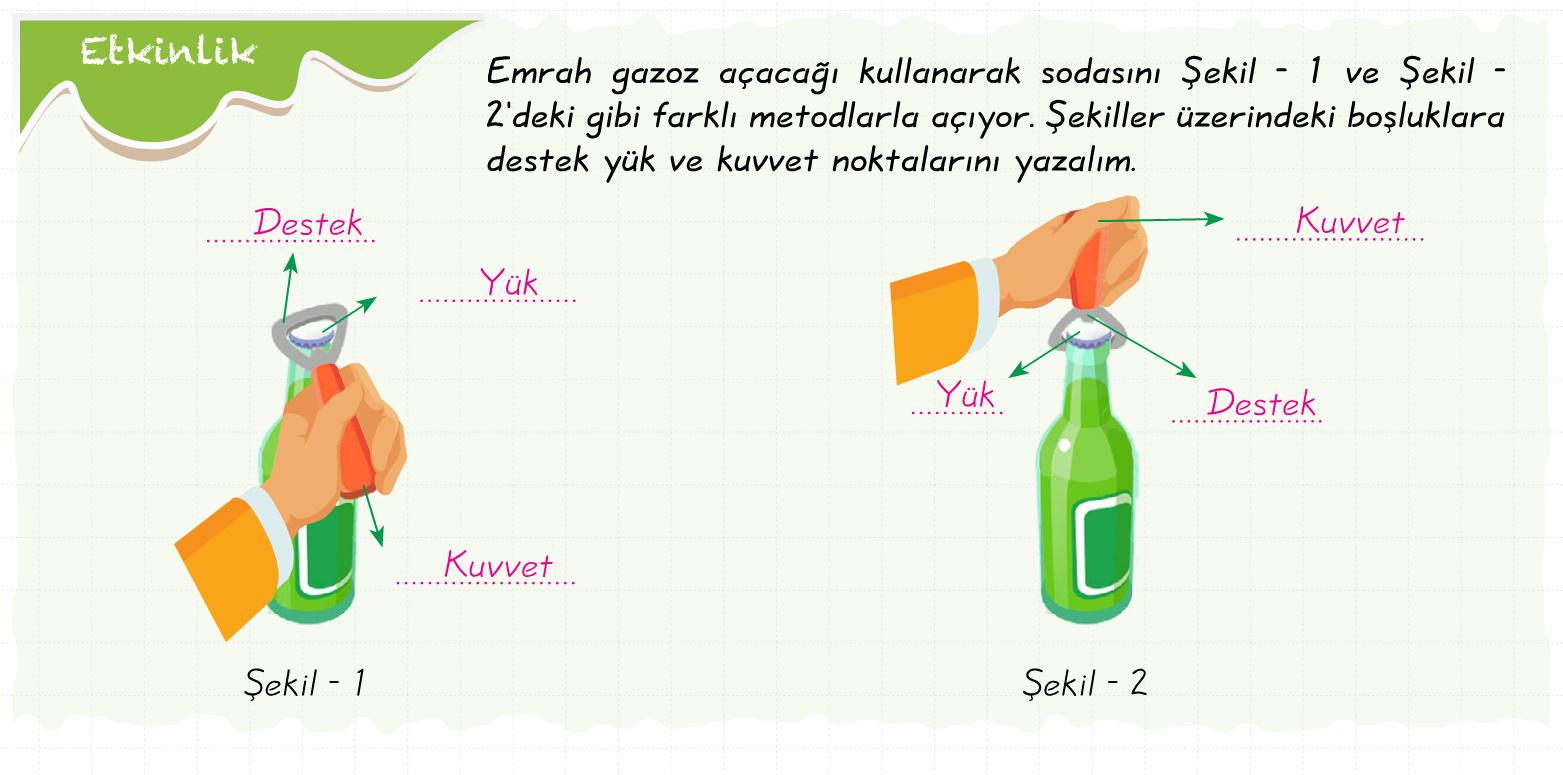 Etkinlik
Emrah gazoz açacağı kullanarak sodasını Şekil - 1 ve Şekil -
2'deki gibi farklı metodlarla açıyor. Şekiller üzerindeki boşluklara
destek yük ve kuvvet noktalarını yazalım.
Destek
Yük
Kuvvet
Şekil - 1
Kuvvet
Yük
Destek
Şekil - 2